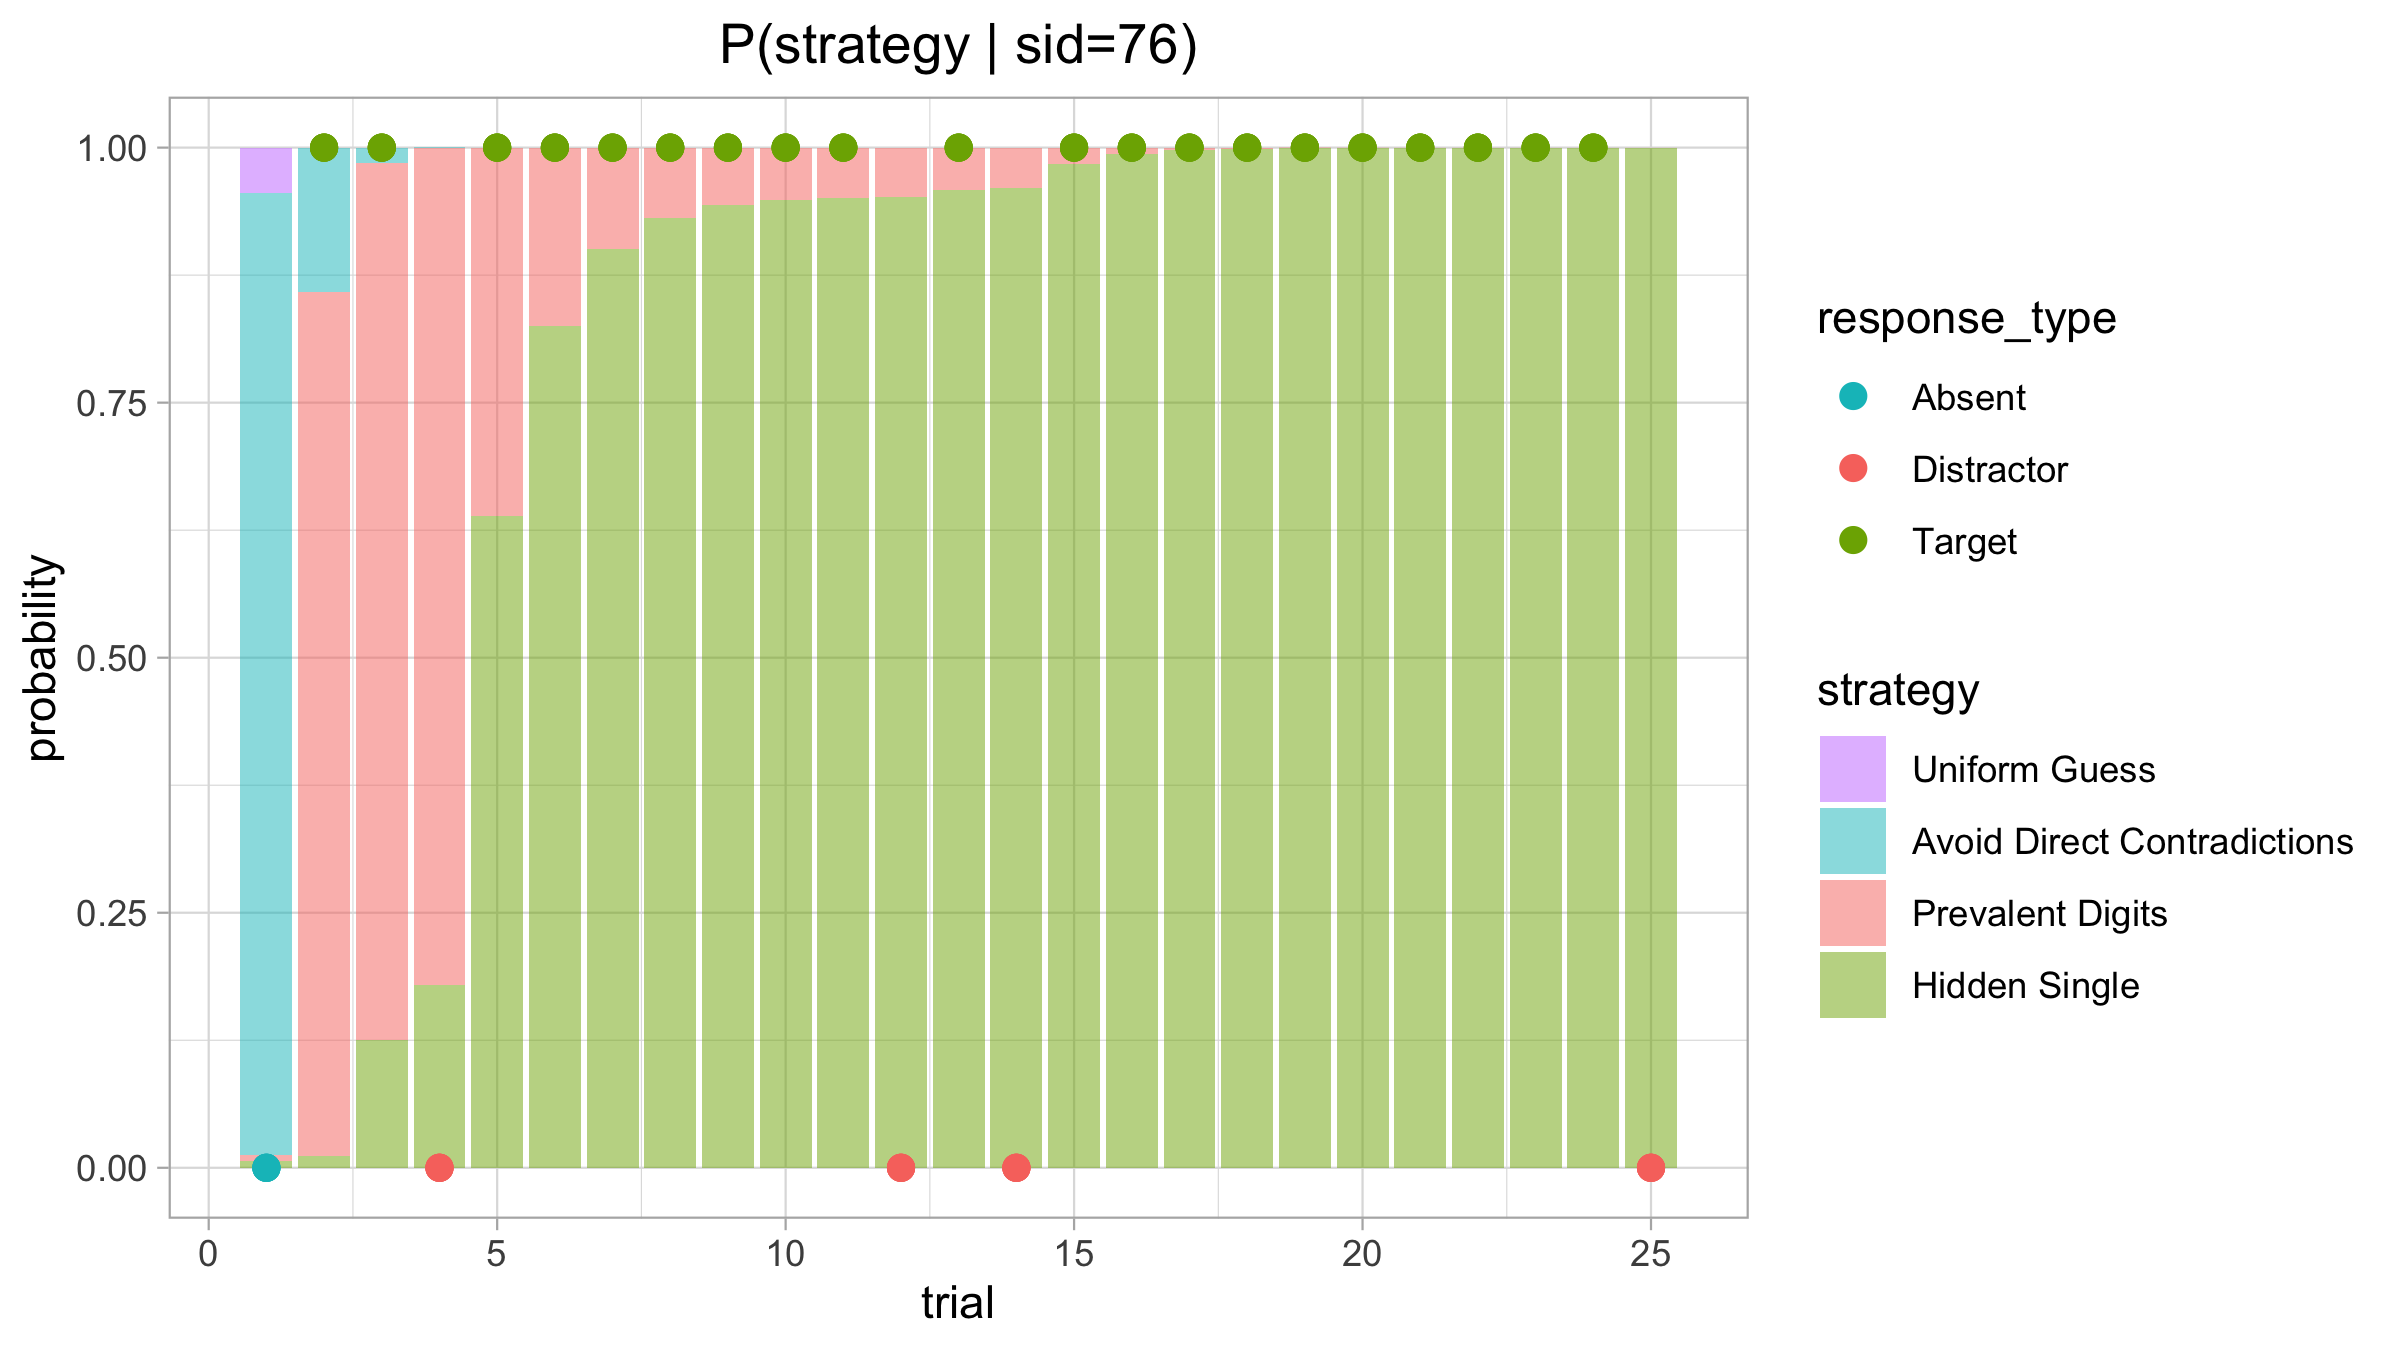 P(strategy | sid=76)
1.00
0.75
0.50
0.25
0.00
probability
0 5 10 15 20 25
trial
response_type
Absent
Distractor
Target
strategy
Uniform Guess
Avoid Direct Contradictions
Prevalent Digits
Hidden Single